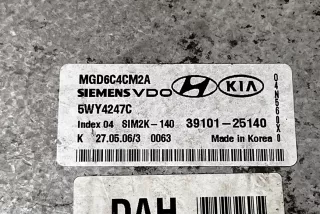 MGD6C4CM2A
SIEMENS VDO HYUNDAI KIA
5WY4247C
Index 04 SIM2K-140 39101-25140
K 27.05.06/3 0063 Made in Korea
DAH